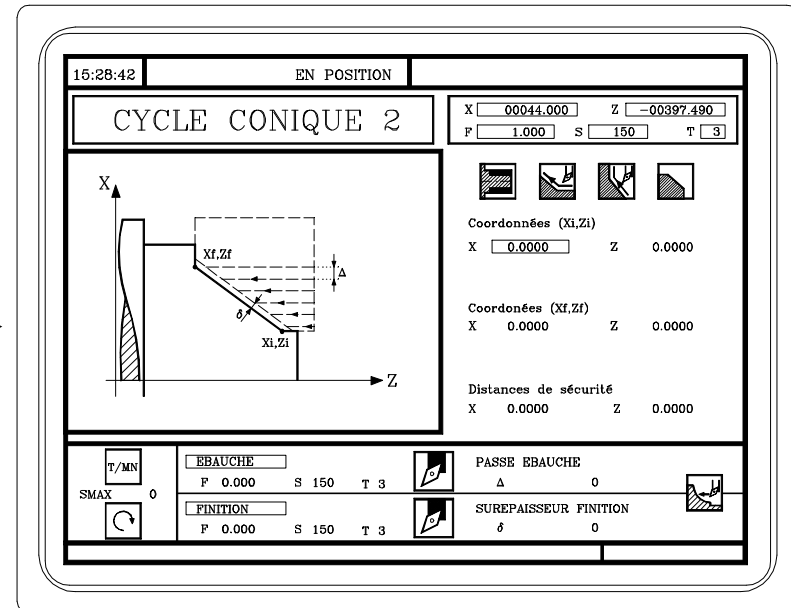 15:28:42 EN POSITION
CYCLE CONIQUE 2
X 00044.000 Z -00397.490
F 1.000 S 150 T 3
X
Xf,Zf
Δ
δ
Xi,Zi
Z
Coordonnées (Xi,Zi)
X 0.0000 Z 0.0000
Coordonées (Xf,Zf)
X 0.0000 Z 0.0000
Distances de sécurité
X 0.0000 Z 0.0000
T/MN
SMAX 0
EBAUCHE
F 0.000 S 150 T 3
PASSE EBAUCHE
Δ 0
FINITION
F 0.000 S 150 T 3
SUREPAISSEUR FINITION
δ 0